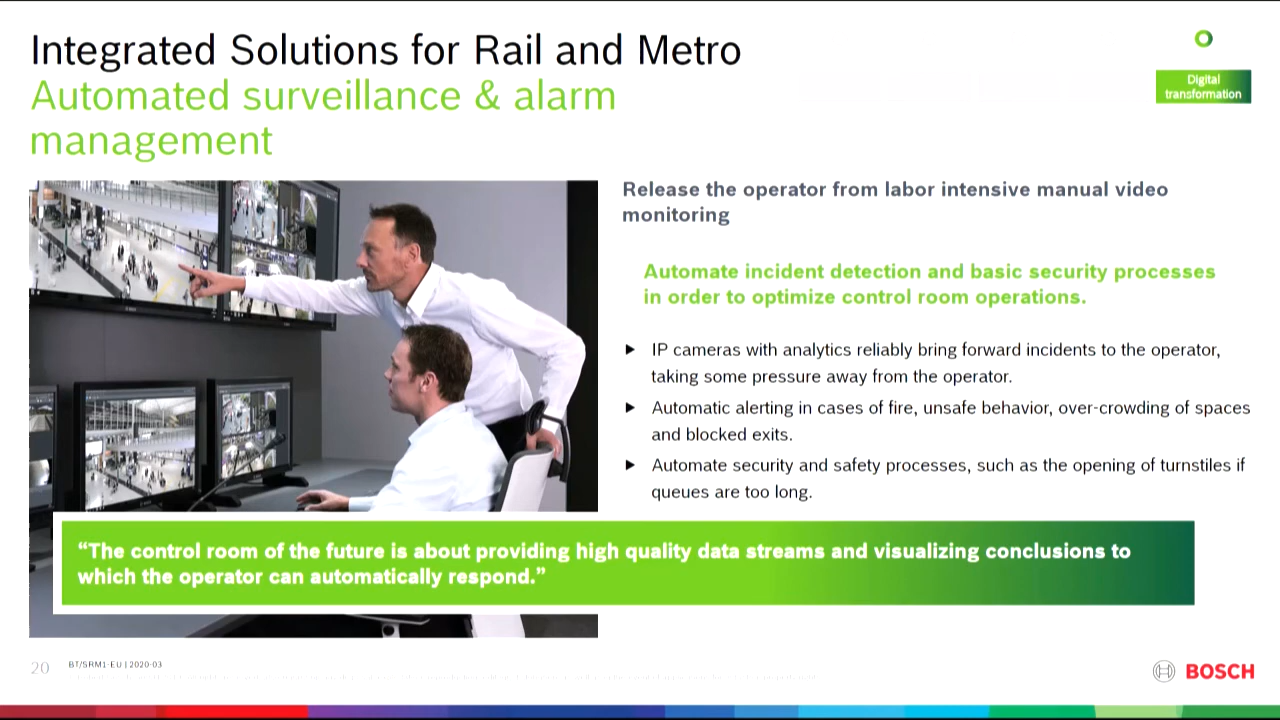 Integrated Solutions for Rail and Metro
Automated surveillance & alarm
management
Digital
transformation
Release the operator from labor intensive manual video
monitoring
Automate incident detection and basic security processes
in order to optimize control room operations.
► IP cameras with analytics reliably bring forward incidents to the operator,
taking some pressure away from the operator.
► Automatic alerting in cases of fire, unsafe behavior, over-crowding of spaces
and blocked exits.
► Automate security and safety processes, such as the opening of turnstiles if
queues are too long.
“The control room of the future is about providing high quality data streams and visualizing conclusions to
which the operator can automatically respond.”
20
BT/SRM1-EU | 2020-03
BOSCH